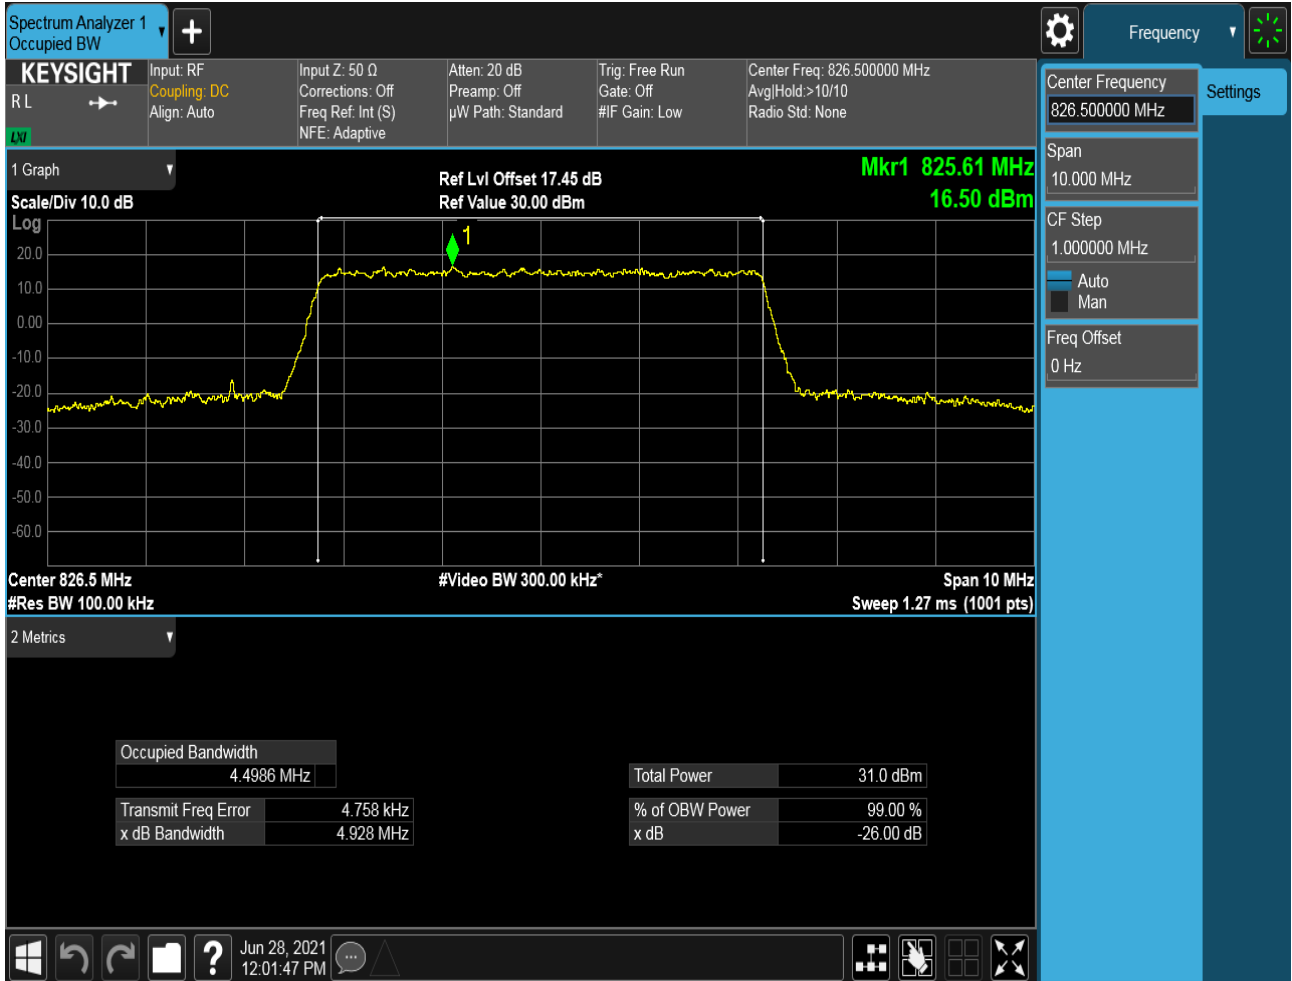 Spectrum Analyzer 1
Occupied BW
Frequency
KEYSIGHT
R L
LXI
Input: RF
Coupling: DC
Align: Auto
Input Z: 50 Ω
Corrections: Off
Freq Ref: Int (S)
NFE: Adaptive
Atten: 20 dB
Preamp: Off
µW Path: Standard
Trig: Free Run
Gate: Off
#IF Gain: Low
Center Freq: 826.500000 MHz
Avg|Hold:>10/10
Radio Std: None
Center Frequency
826.500000 MHz
Settings
Span
10.000 MHz
CF Step
1.000000 MHz
Auto
Man
Freq Offset
0 Hz
1 Graph
Scale/Div 10.0 dB
Ref Lvl Offset 17.45 dB
Ref Value 30.00 dBm
Mkr1 825.61 MHz
16.50 dBm
Log
1
20.0
10.0
0.00
-10.0
-20.0
-30.0
-40.0
-50.0
-60.0
Center 826.5 MHz
#Video BW 300.00 kHz*
Span 10 MHz
#Res BW 100.00 kHz
Sweep 1.27 ms (1001 pts)
2 Metrics
Occupied Bandwidth
4.4986 MHz
Total Power 31.0 dBm
Transmit Freq Error 4.758 kHz
% of OBW Power 99.00 %
x dB Bandwidth 4.928 MHz
x dB -26.00 dB
?
Jun 28, 2021
12:01:47 PM